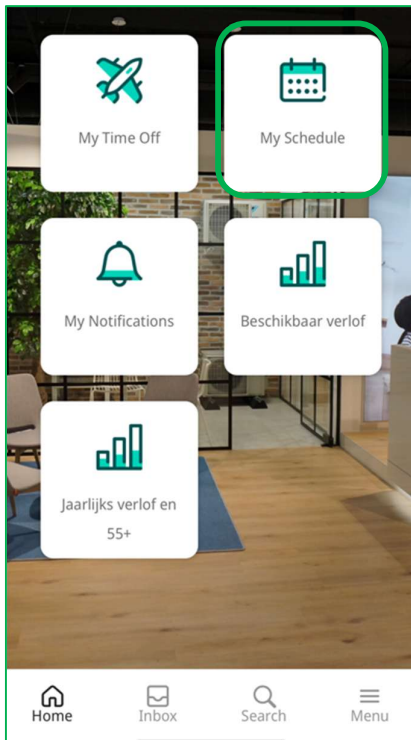 My Time Off
My Schedule
My Notifications
Beschikbaar verlof
Jaarlijks verlof en
55+
Home
Inbox
Search
Menu